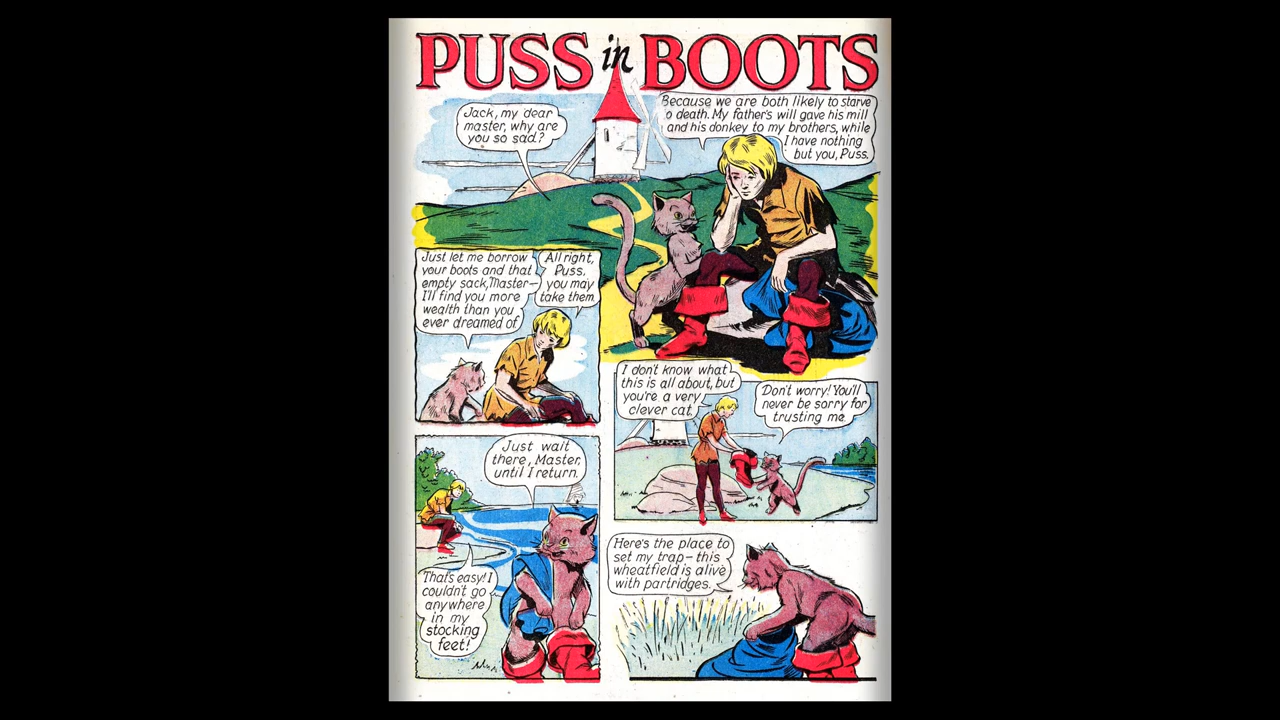 PUSS in BOOTS
Jack, my dear
master, why are
you so sad?
Because we are both likely to starve
o death. My father's will gave his mill
and his donkey to my brothers, while
I have nothing
but you, Puss.
Just let me borrow
your boots and that
empty sack, Master—
I'll find you more
wealth than you
ever dreamed of
All right,
Puss,
you may
take them
I don't know what
this is all about, but
you're a very
clever cat.
Don't worry! You'll
never be sorry for
trusting me
Just wait
there, Master,
until I return.
That's easy! I
couldn't go
anywhere
in my
stocking
feet!
Here's the place to
set my trap—this
wheatfield is alive
with partridges.